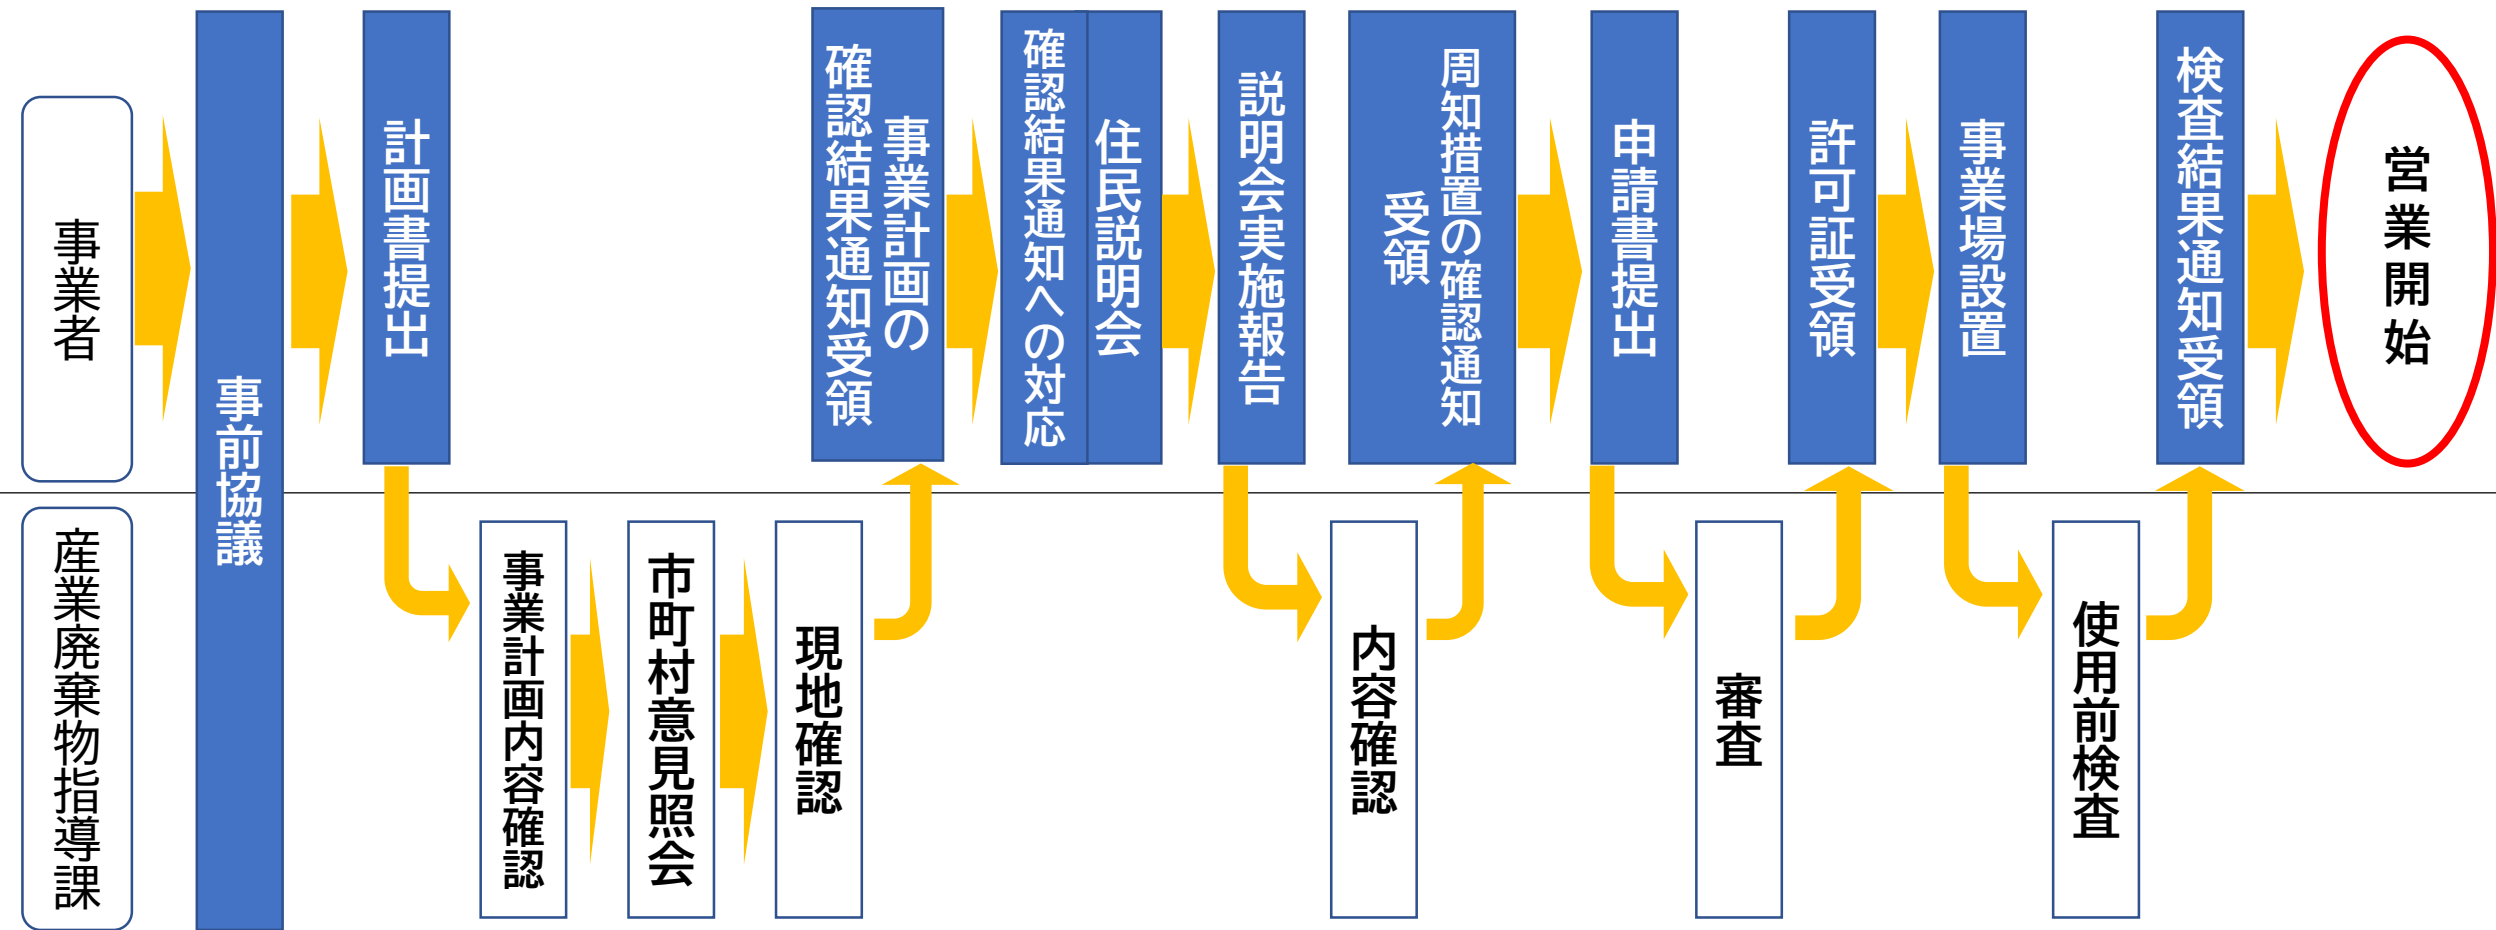 事業者
産業廃棄物指導課
事前協議
計画書提出
事業計画内容確認
市町村意見照会
現地確認
事業計画の
確認結果通知受領
確認結果通知への対応
住民説明会
説明会実施報告
内容確認
周知措置の確認通知
受領
申請書提出
審査
許可証受領
事業場設置
使用前検査
検査結果通知受領
事業開始